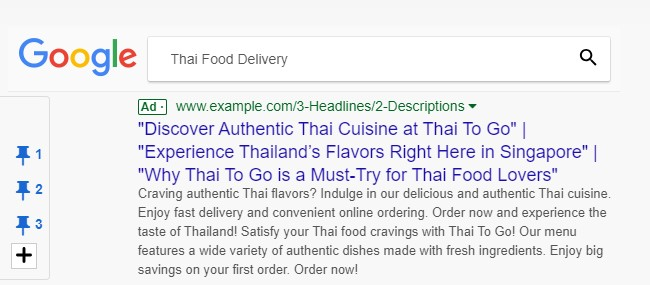 Google
Thai Food Delivery
Ad · www.example.com/3-Headlines/2-Descriptions
"Discover Authentic Thai Cuisine at Thai To Go" |
1
"Experience Thailand’s Flavors Right Here in Singapore" |
"Why Thai To Go is a Must-Try for Thai Food Lovers"
2
Craving authentic Thai flavors? Indulge in our delicious and authentic Thai cuisine.
Enjoy fast delivery and convenient online ordering. Order now and experience the
3
taste of Thailand! Satisfy your Thai food cravings with Thai To Go! Our menu
features a wide variety of authentic dishes made with fresh ingredients. Enjoy big
savings on your first order. Order now!